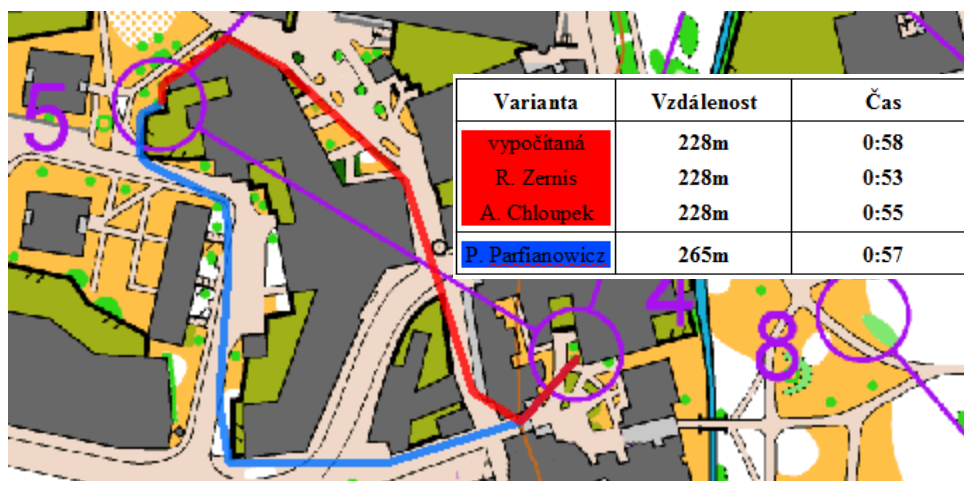 5
Varianta Vzdálenost Čas
vypočítaná 228m 0:58
R. Zernis 228m 0:53
A. Chloupek 228m 0:55
P. Parfianowicz 265m 0:57
4
8